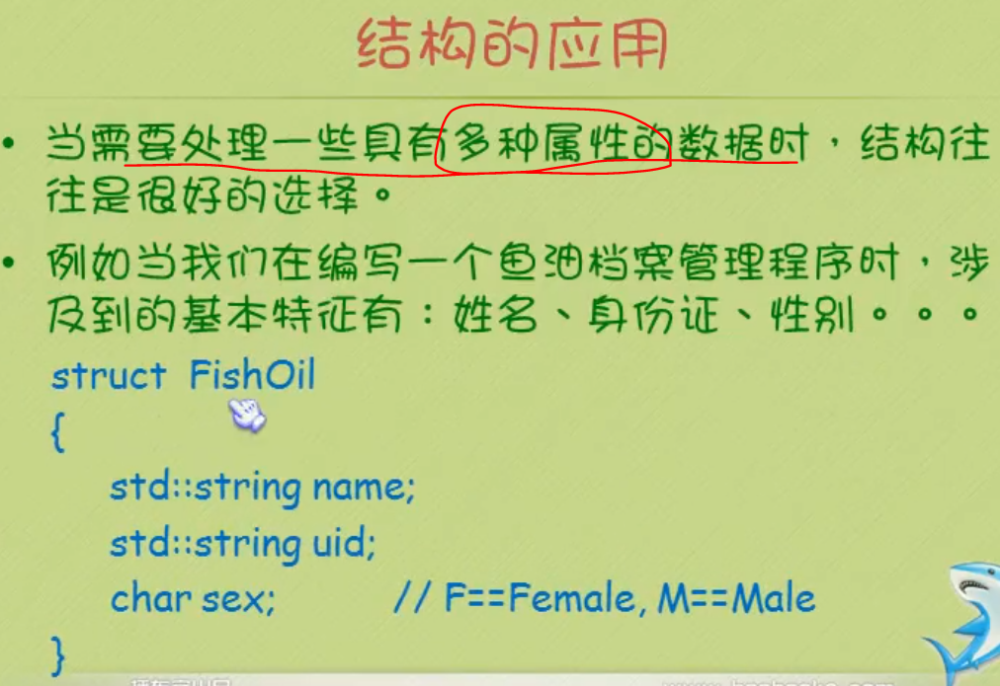 结构的应用
• 当需要处理一些具有多种属性的数据时，结构往
往是很好的选择。
• 例如当我们在编写一个鱼油档案管理程序时，涉
及到的基本特征有：姓名、身份证、性别。。。
struct FishOil
{
std::string name;
std::string uid;
char sex; // F==Female, M==Male
}